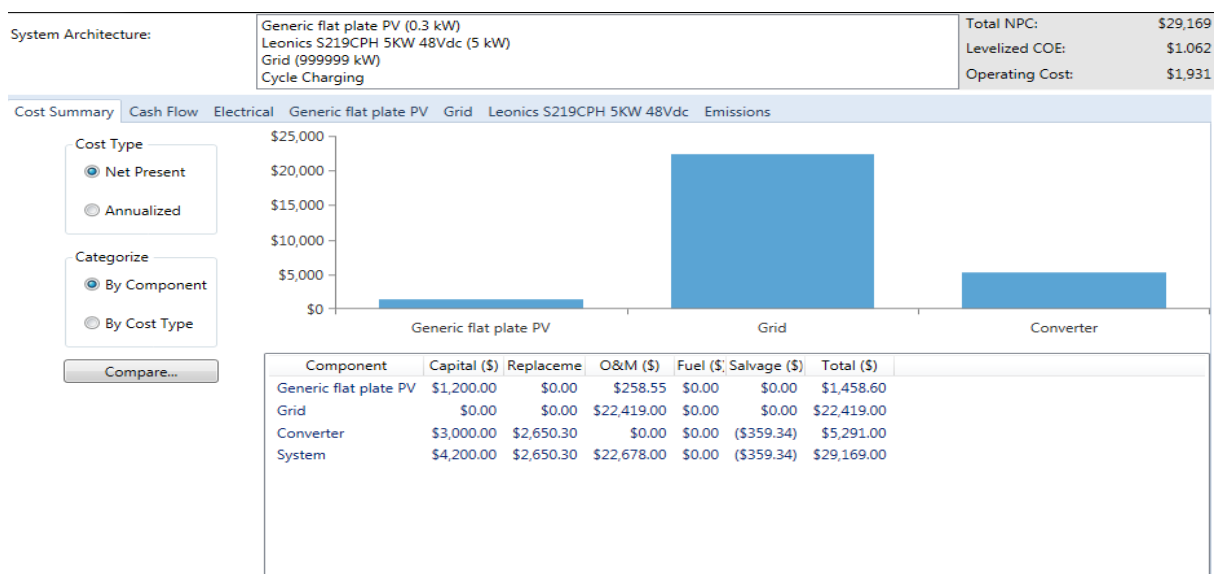 System Architecture:
Generic flat plate PV (0.3 kW)
Leonics S219CPH 5KW 48Vdc (5 kW)
Grid (999999 kW)
Cycle Charging
Total NPC: $29,169
Levelized COE: $1.062
Operating Cost: $1,931
Cost Summary Cash Flow Electrical Generic flat plate PV Grid Leonics S219CPH 5KW 48Vdc Emissions
Cost Type
Net Present
Annualized
Categorize
By Component
By Cost Type
Compare...
$25,000
$20,000
$15,000
$10,000
$5,000
$0
Generic flat plate PV Grid Converter
Component Capital ($) Replaceme O&M ($) Fuel ($) Salvage ($) Total ($)
Generic flat plate PV $1,200.00 $0.00 $258.55 $0.00 $0.00 $1,458.60
Grid $0.00 $0.00 $22,419.00 $0.00 $0.00 $22,419.00
Converter $3,000.00 $2,650.30 $0.00 $0.00 ($359.34) $5,291.00
System $4,200.00 $2,650.30 $22,678.00 $0.00 ($359.34) $29,169.00